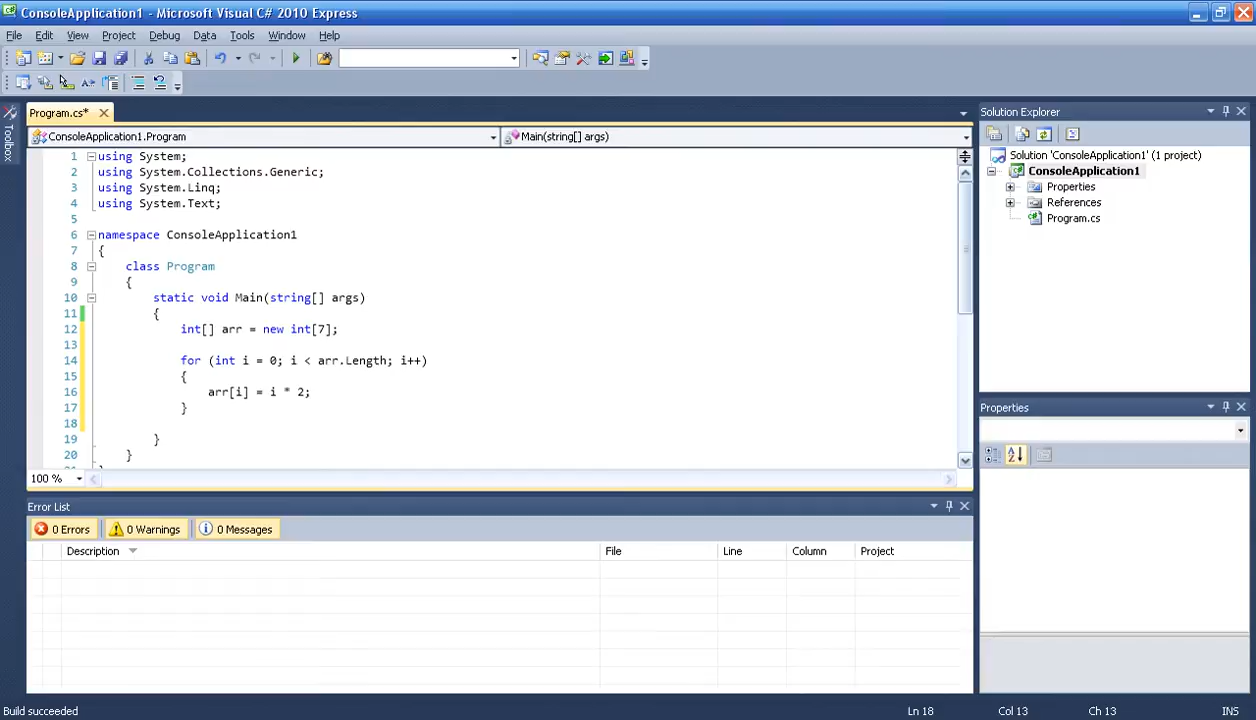 ConsoleApplication1 - Microsoft Visual C# 2010 Express
File Edit View Project Debug Data Tools Window Help
Toolbox
Program.cs*
ConsoleApplication1.Program Main(string[] args)
1 using System;
2 using System.Collections.Generic;
3 using System.Linq;
4 using System.Text;
5
6 namespace ConsoleApplication1
7 {
8 class Program
9 {
10 static void Main(string[] args)
11 {
12 int[] arr = new int[7];
13
14 for (int i = 0; i < arr.Length; i++)
15 {
16 arr[i] = i * 2;
17 }
18
19 }
20 }
100 %
Solution Explorer
Solution 'ConsoleApplication1' (1 project)
ConsoleApplication1
Properties
References
Program.cs
Properties
Error List
0 Errors 0 Warnings 0 Messages
Description File Line Column Project
Build succeeded Ln 18 Col 13 Ch 13 INS